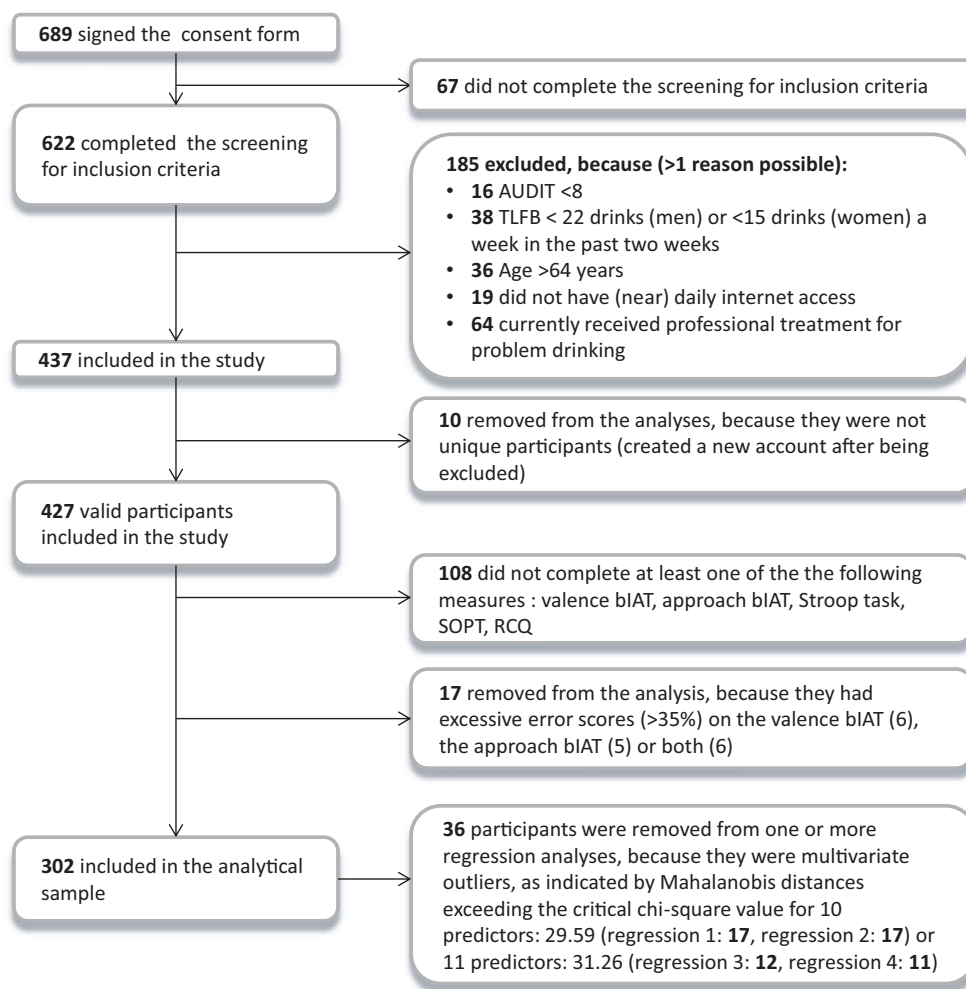 689 signed the consent form
67 did not complete the screening for inclusion criteria
622 completed the screening
for inclusion criteria
185 excluded, because (>1 reason possible):
• 16 AUDIT <8
• 38 TLFB < 22 drinks (men) or <15 drinks (women) a
week in the past two weeks
• 36 Age >64 years
• 19 did not have (near) daily internet access
• 64 currently received professional treatment for
problem drinking
437 included in the study
10 removed from the analyses, because they were not
unique participants (created a new account after being
excluded)
427 valid participants
included in the study
108 did not complete at least one of the the following
measures : valence bIAT, approach bIAT, Stroop task,
SOPT, RCQ
17 removed from the analysis, because they had
excessive error scores (>35%) on the valence bIAT (6),
the approach bIAT (5) or both (6)
302 included in the analytical
sample
36 participants were removed from one or more
regression analyses, because they were multivariate
outliers, as indicated by Mahalanobis distances
exceeding the critical chi-square value for 10
predictors: 29.59 (regression 1: 17, regression 2: 17) or
11 predictors: 31.26 (regression 3: 12, regression 4: 11)